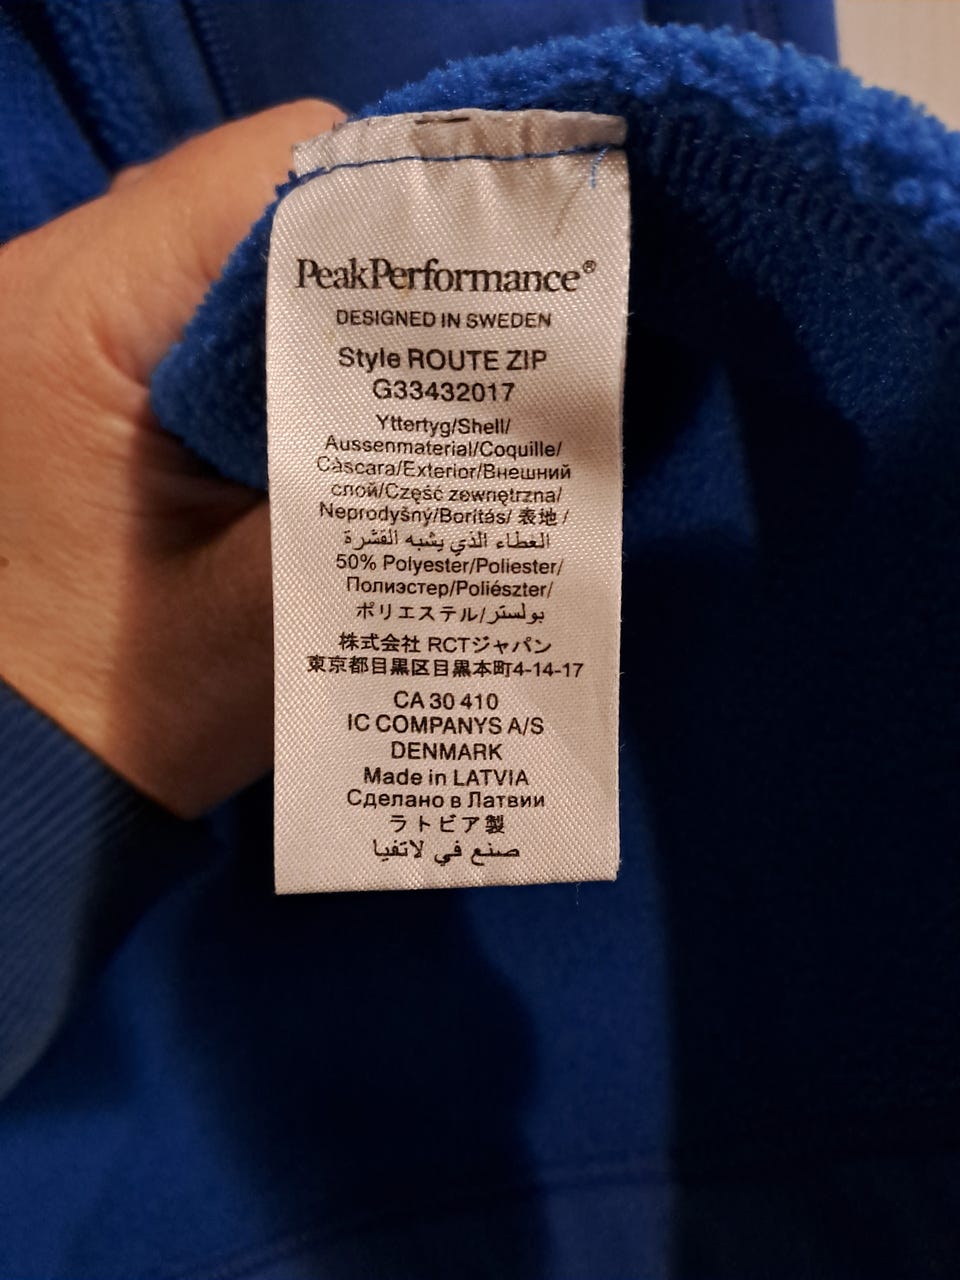 PeakPerformance®
DESIGNED IN SWEDEN
Style ROUTE ZIP
G33432017
Yttertyg/Shell/
Aussenmaterial/Coquille/
Cáscara/Exterior/Внешний
слой/Część zewnętrzna/
Neprodyšný/Borítás/ 表地 /
الغطاء الذي يشبه القشرة
50% Polyester/Poliester/
Полиэстер/Poliészter/
ポリエステル/بولستر
株式会社 RCTジャパン
東京都目黒区目黒本町4-14-17
CA 30 410
IC COMPANYS A/S
DENMARK
Made in LATVIA
Сделано в Латвии
ラトビア製
صنع في لاتفيا